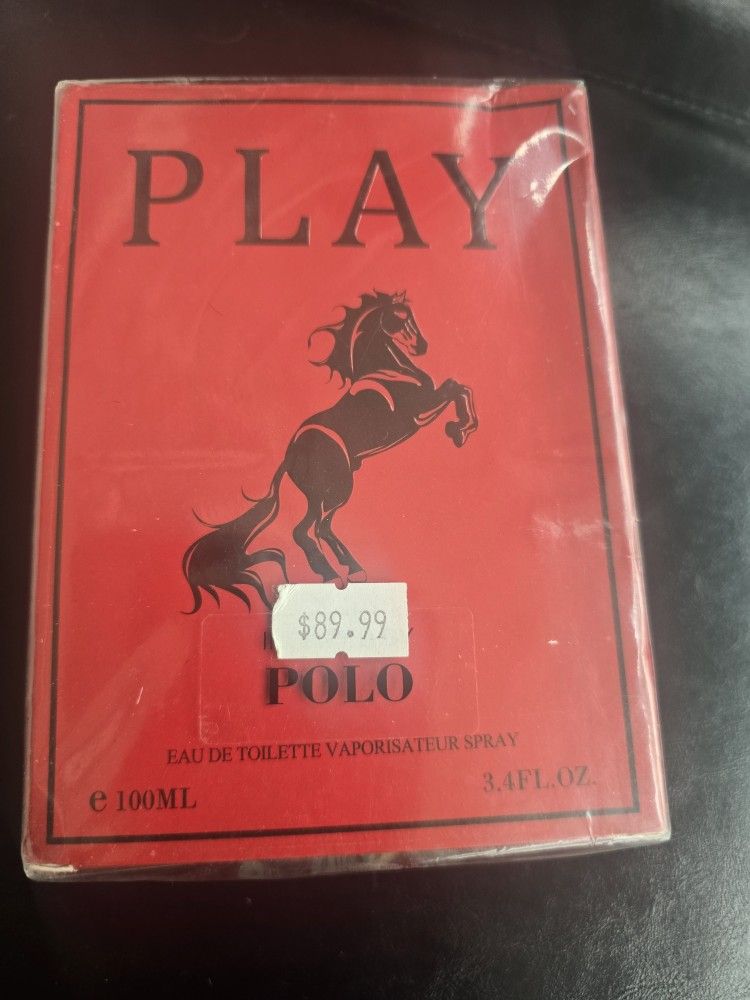 PLAY
$89.99
POLO
EAU DE TOILETTE VAPORISATEUR SPRAY
e 100ML
3.4FL.OZ.